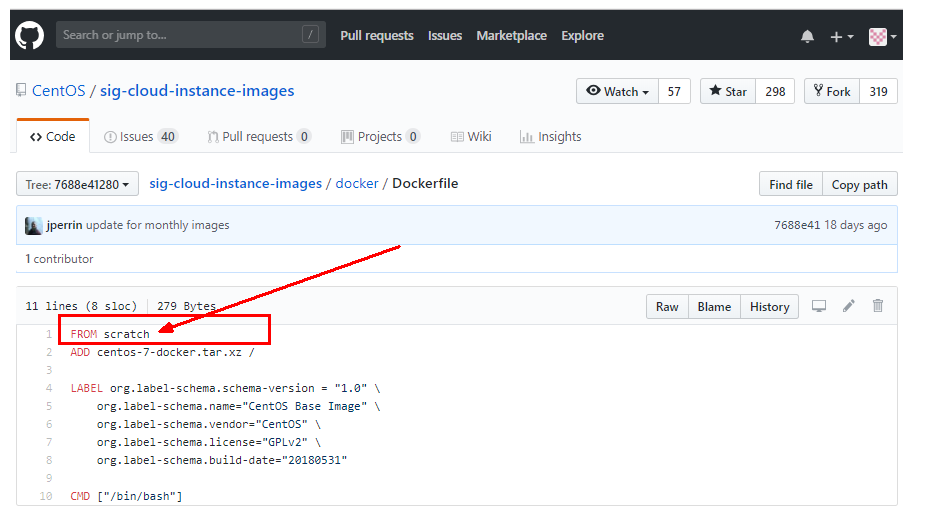 Search or jump to... / Pull requests Issues Marketplace Explore
CentOS / sig-cloud-instance-images Watch 57 Star 298 Fork 319
Code Issues 40 Pull requests 0 Projects 0 Wiki Insights
Tree: 7688e41280 sig-cloud-instance-images / docker / Dockerfile Find file Copy path
jperrin update for monthly images 7688e41 18 days ago
1 contributor
11 lines (8 sloc) 279 Bytes Raw Blame History
1 FROM scratch
2 ADD centos-7-docker.tar.xz /
3
4 LABEL org.label-schema.schema-version = "1.0" \
5 org.label-schema.name="CentOS Base Image" \
6 org.label-schema.vendor="CentOS" \
7 org.label-schema.license="GPLv2" \
8 org.label-schema.build-date="20180531"
9
10 CMD ["/bin/bash"]